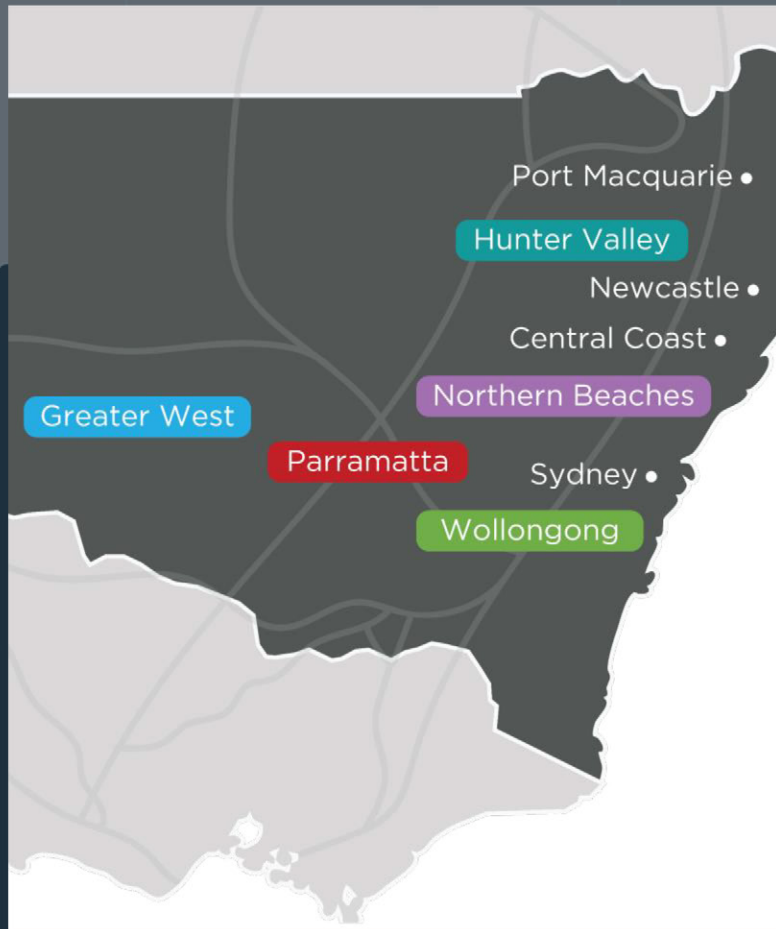 Port Macquarie
Hunter Valley
Newcastle
Central Coast
Northern Beaches
Greater West
Parramatta
Sydney
Wollongong